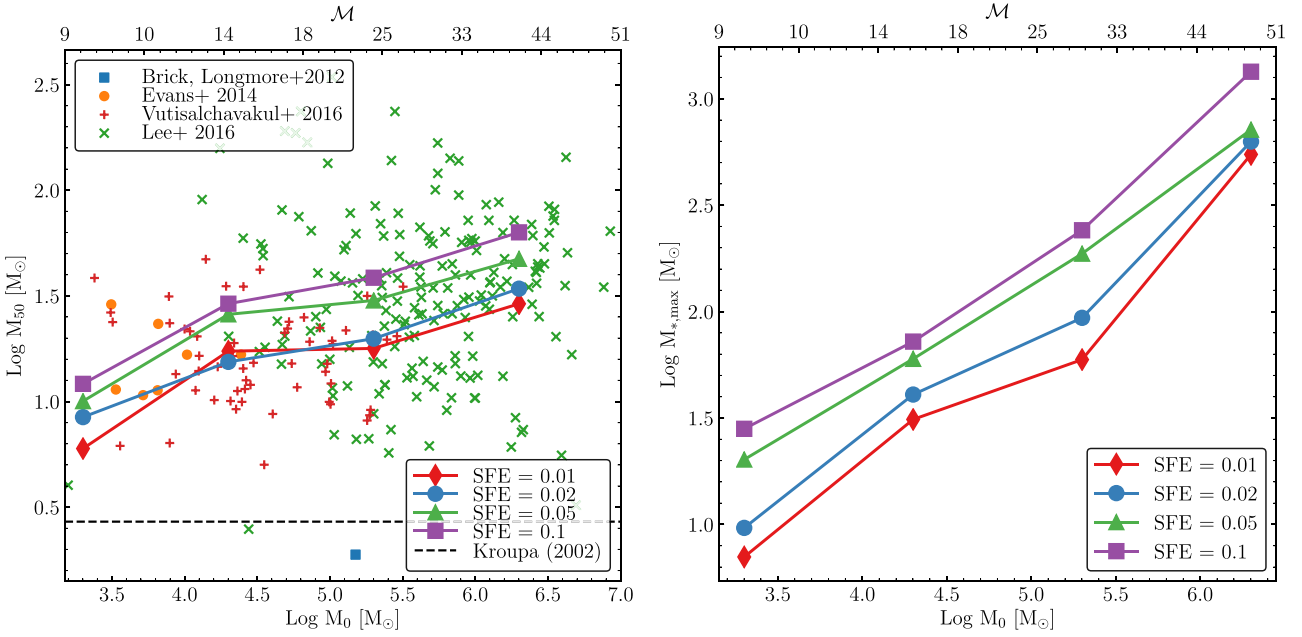 ℳ
9 10 14 18 25 33 44 51
2.5
2.0
1.5
1.0
0.5
Log M₅₀ [M⊙]
Brick, Longmore+2012
Evans+ 2014
Vutisalchavakul+ 2016
Lee+ 2016
SFE = 0.01
SFE = 0.02
SFE = 0.05
SFE = 0.1
Kroupa (2002)
3.5 4.0 4.5 5.0 5.5 6.0 6.5 7.0
Log M₀ [M⊙]
ℳ
9 10 14 18 25 33 44 51
3.0
2.5
2.0
1.5
1.0
Log M*,max [M⊙]
SFE = 0.01
SFE = 0.02
SFE = 0.05
SFE = 0.1
3.5 4.0 4.5 5.0 5.5 6.0
Log M₀ [M⊙]